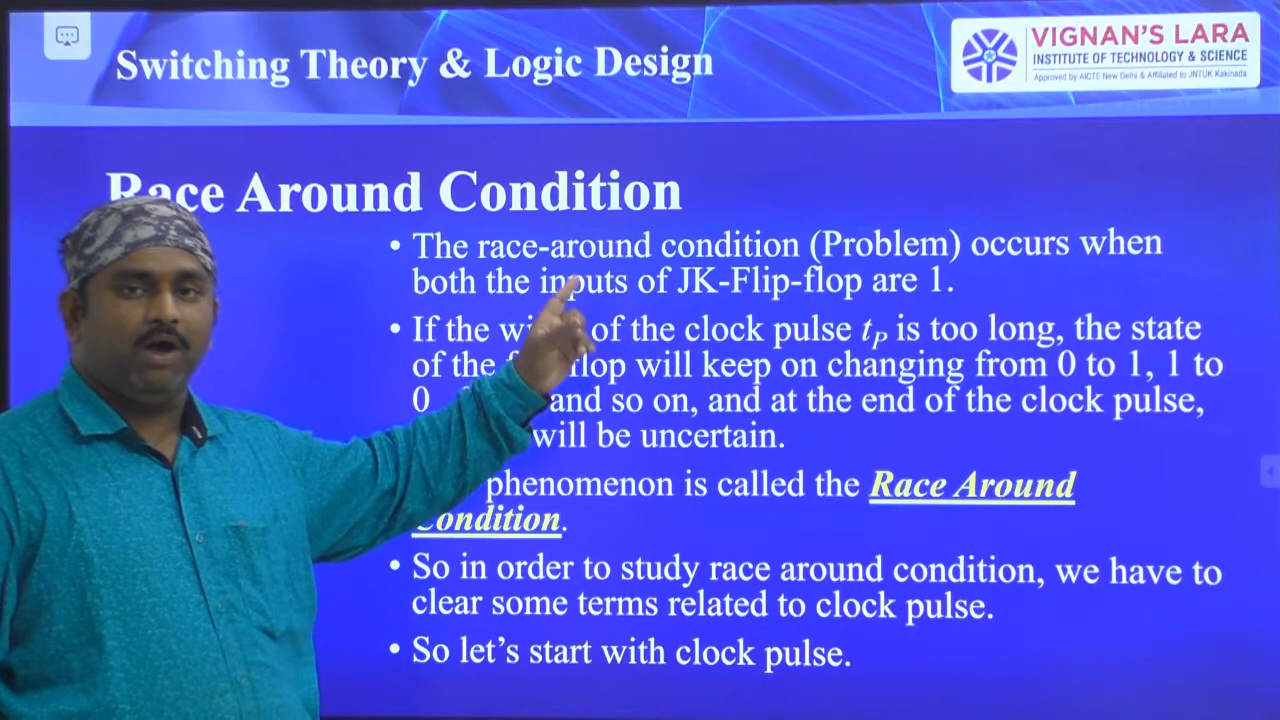 Switching Theory & Logic Design
VIGNAN'S LARA
INSTITUTE OF TECHNOLOGY & SCIENCE
Approved by AICTE New Delhi & Affiliated to JNTUK Kakinada
Race Around Condition
• The race-around condition (Problem) occurs when
both the inputs of JK-Flip-flop are 1.
• If the of the clock pulse tP is too long, the state
of the flop will keep on changing from 0 to 1, 1 to
0 and so on, and at the end of the clock pulse,
will be uncertain.
phenomenon is called the Race Around
Condition.
• So in order to study race around condition, we have to
clear some terms related to clock pulse.
• So let's start with clock pulse.